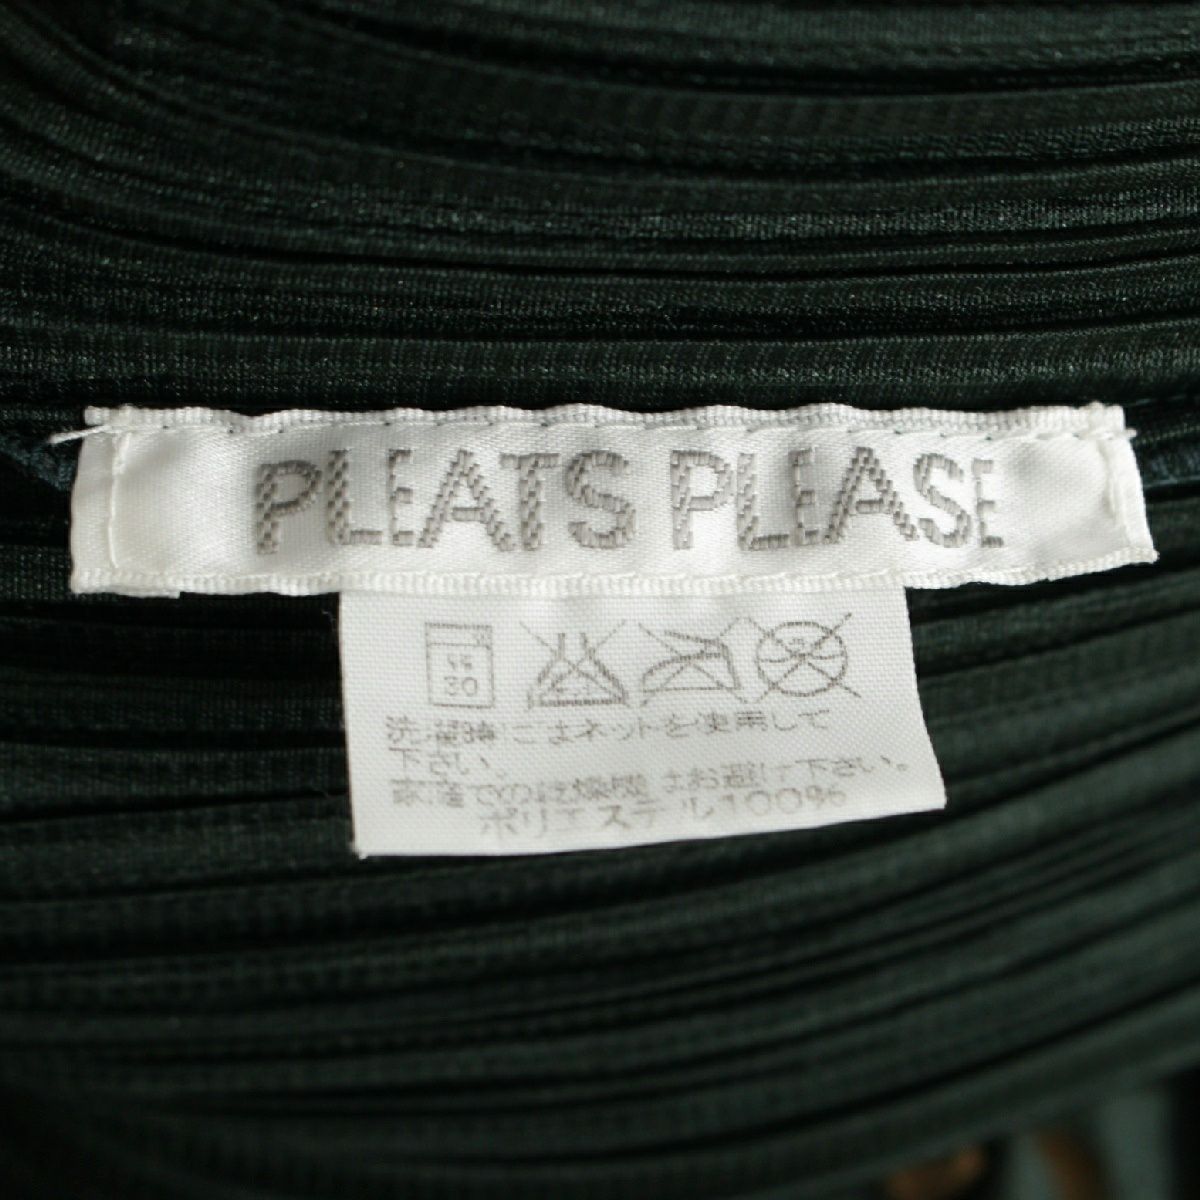 PLEATS PLEASE
弱
30
洗濯時にはネットを使用して
下さい。
家庭での乾燥機はお避け下さい。
ポリエステル100%